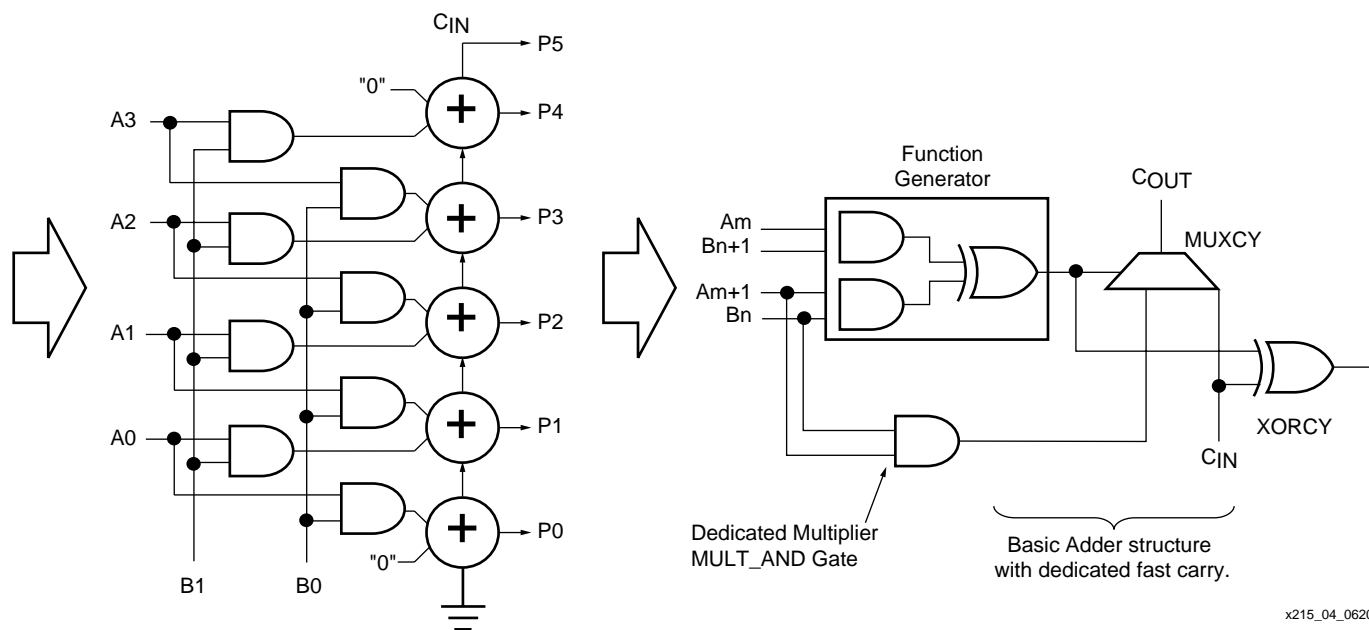 CIN
P5
"0"
P4
A3
P3
A2
P2
A1
P1
A0
P0
"0"
B1
B0
Function
Generator
COUT
MUXCY
Am
Bn+1
Am+1
Bn
XORCY
CIN
Dedicated Multiplier
MULT_AND Gate
Basic Adder structure
with dedicated fast carry.
x215_04_0620